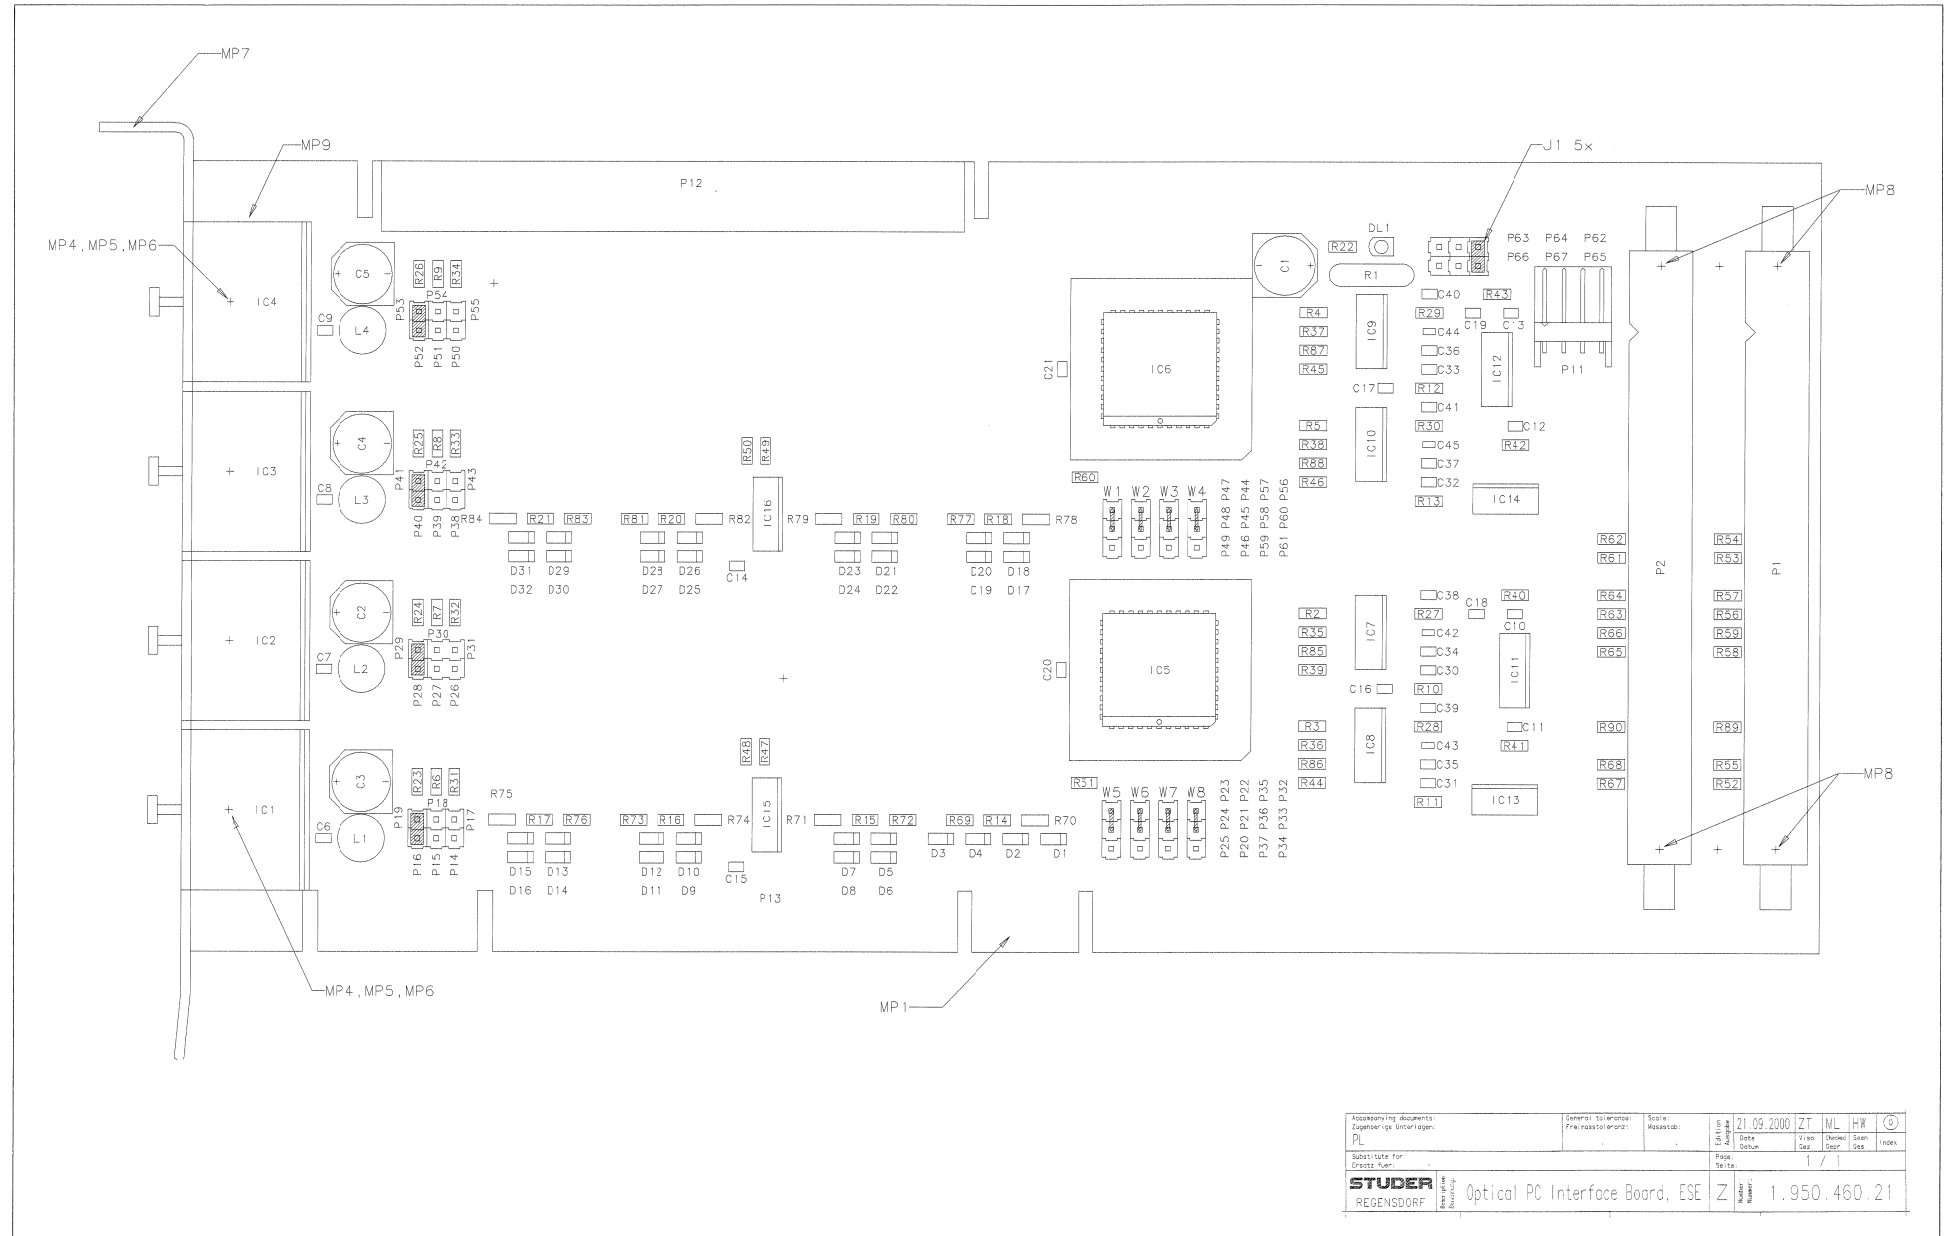 MP7
MP9
J1 5x
P12
MP8
DL1
R22
P63 P64 P62
MP4,MP5,MP6
P66 P67 P65
C5
R26
R9
R34
C1
R1
IC4
P53
P54
P55
C40
R43
C9
L4
R4
IC9
R29
C19
C13
R37
C44
P52
P51
P50
R87
C36
IC12
C21
IC6
R45
C33
P11
C17
R12
C41
C4
R25
R8
R33
R5
IC10
R30
C12
R50
R49
R38
C45
R42
IC3
P41
P42
P43
R88
C37
R60
R46
C32
C8
L3
W1 W2 W3 W4
P49 P48 P47
P46 P45 P44
P59 P58 P57
P61 P60 P56
R13
IC14
P40
P39
P38
R84
R21
R83
R81
R20
R82
IC16
R79
R19
R80
R77
R18
R78
R62
R54
R61
P2
R53
P1
D31 D29
D28 D26
C14
D23 D21
C20 D18
D32 D30
D27 D25
D24 D22
C19 D17
C2
R24
R7
R32
C38
C18
R40
R64
R57
R2
IC7
R27
C10
R63
R56
IC2
P29
P30
P31
R35
C42
R66
R59
C7
L2
R85
C34
IC11
R65
R58
C20
IC5
R39
C30
P28
P27
P26
C16
R10
C39
R3
IC8
R28
C11
R90
R89
R48
R47
R36
C43
R41
C3
R23
R6
R31
R86
C35
R68
R55
MP8
R51
R44
C31
R67
R52
R75
W5 W6 W7 W8
P25 P24 P23
P20 P21 P22
P37 P36 P35
P34 P33 P32
R11
IC13
IC1
P19
P18
P17
C6
L1
R17
R76
R73
R16
R74
IC15
R71
R15
R72
R69
R14
R70
D3 D4 D2 D1
P16
P15
P14
D15 D13
D12 D10
C15
D7 D5
D16 D14
D11 D9
D8 D6
P13
MP4,MP5,MP6
MP1
Accompanying documents:
General tolerance:
Scale:
Edition
21.09.2000 ZT ML HW 0
Zugehoerige Unterlagen:
Freimasstoleranz:
Massstab:
Ausgabe
PL
Date
Datum
Visa
Gez.
Checked
Gepr.
Seen
Ges.
Index
Substitute for:
Ersatz fuer:
Page:
Seite:
1 / 1
STUDER
REGENSDORF
Description:
Benennung:
Optical PC Interface Board, ESE
Z
Number:
Nummer:
1.950.460.21